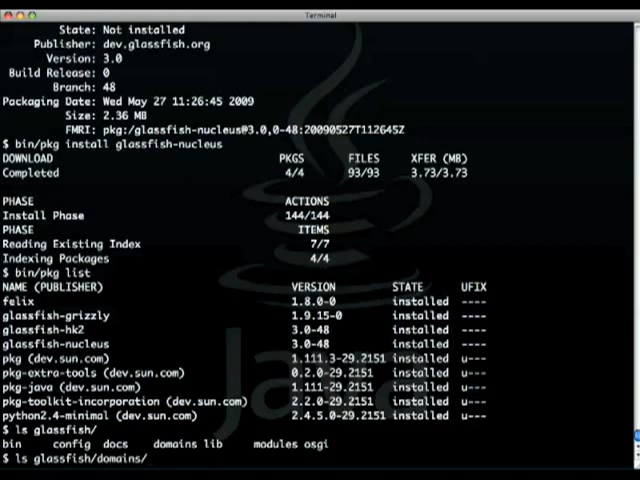 Terminal
State: Not installed
Publisher: dev.glassfish.org
Version: 3.0
Build Release: 0
Branch: 48
Packaging Date: Wed May 27 11:26:45 2009
Size: 2.36 MB
FMRI: pkg:/glassfish-nucleus@3.0,0-48:20090527T112645Z
$ bin/pkg install glassfish-nucleus
DOWNLOAD PKGS FILES XFER (MB)
Completed 4/4 93/93 3.73/3.73
PHASE ACTIONS
Install Phase 144/144
PHASE ITEMS
Reading Existing Index 7/7
Indexing Packages 4/4
$ bin/pkg list
NAME (PUBLISHER) VERSION STATE UFIX
felix 1.8.0-0 installed ----
glassfish-grizzly 1.9.15-0 installed ----
glassfish-hk2 3.0-48 installed ----
glassfish-nucleus 3.0-48 installed ----
pkg (dev.sun.com) 1.111.3-29.2151 installed u---
pkg-extra-tools (dev.sun.com) 0.2.0-29.2151 installed u---
pkg-java (dev.sun.com) 1.111-29.2151 installed u---
pkg-toolkit-incorporation (dev.sun.com) 2.2.0-29.2151 installed u---
python2.4-minimal (dev.sun.com) 2.4.5.0-29.2151 installed u---
$ ls glassfish/
bin config docs domains lib modules osgi
$ ls glassfish/domains/
Java